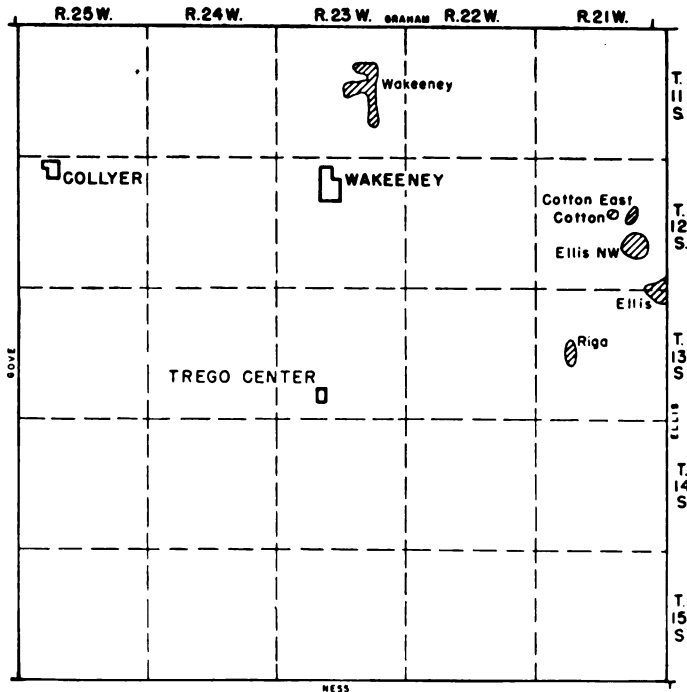 R.25W. R.24W. R.23W. GRAHAM R.22W. R.21W.
T.
11
S.
Wakeeney
COLLYER
WAKEENEY
Cotton East
Cotton
Ellis NW
T.
12
S.
Ellis
GOVE
Riga
T.
13
S
TREGO CENTER
ELLIS
T.
14
S
T.
15
S
NESS